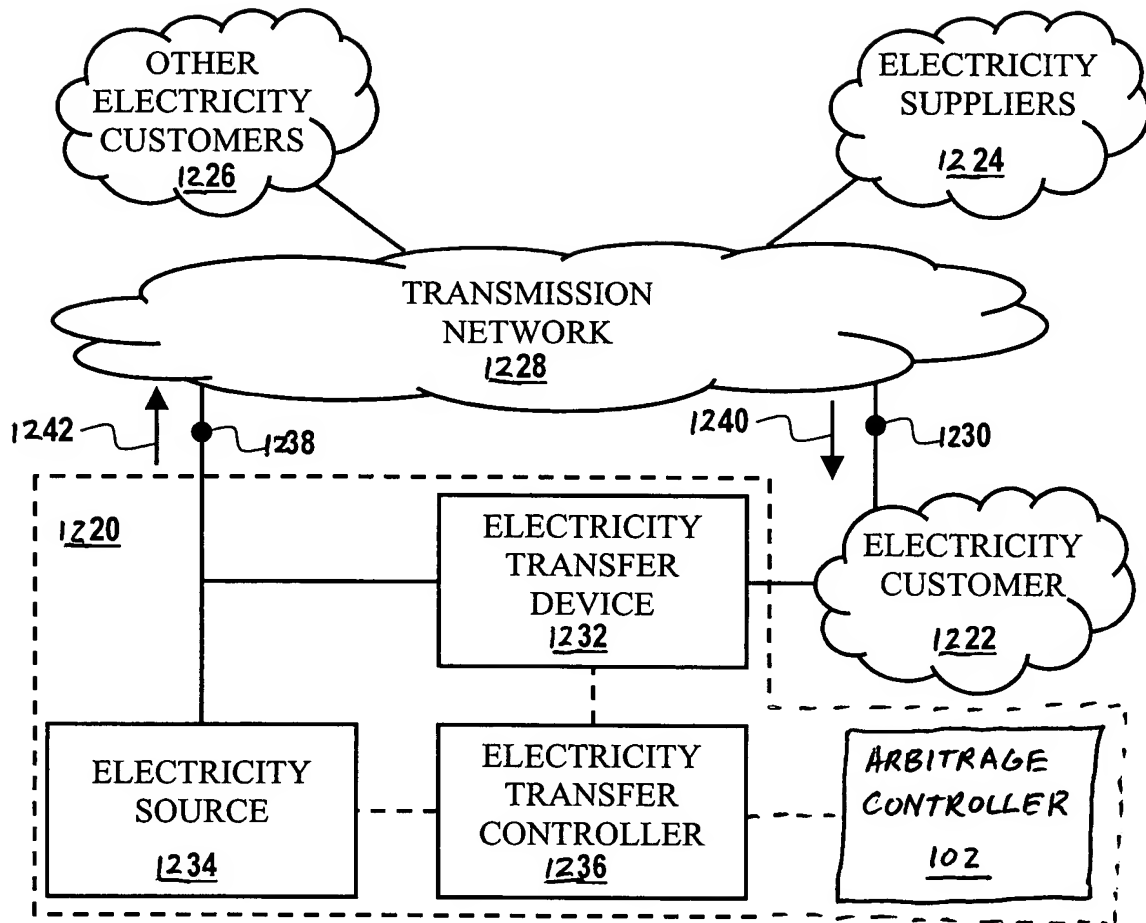 OTHER
ELECTRICITY
CUSTOMERS
1226
ELECTRICITY
SUPPLIERS
1224
TRANSMISSION
NETWORK
1228
1242
1238
1240
1230
1220
ELECTRICITY
TRANSFER
DEVICE
1232
ELECTRICITY
CUSTOMER
1222
ELECTRICITY
SOURCE
1234
ELECTRICITY
TRANSFER
CONTROLLER
1236
ARBITRAGE
CONTROLLER
102